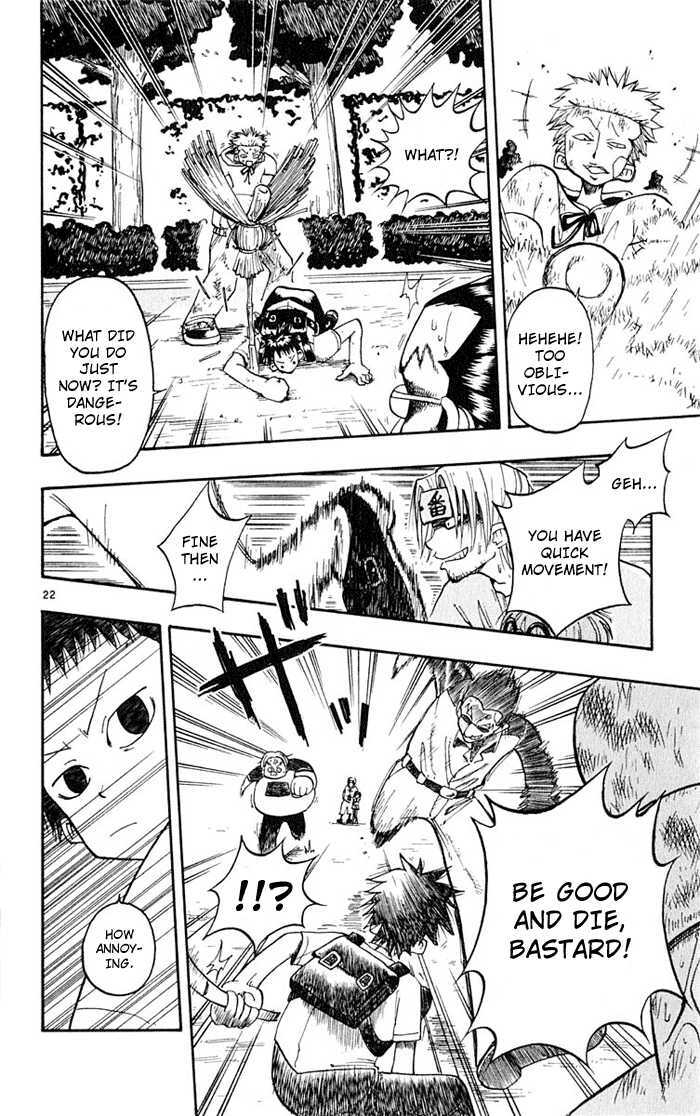 HEHEHE!
TOO
OBLI-
VIOUS...
WHAT?!
WHAT DID
YOU DO
JUST
NOW? IT'S
DANGE-
ROUS!
GEH...
YOU HAVE
QUICK
MOVEMENT!
番
FINE
THEN
...
22
BE GOOD
AND DIE,
BASTARD!
!!?
HOW
ANNOY-
ING.